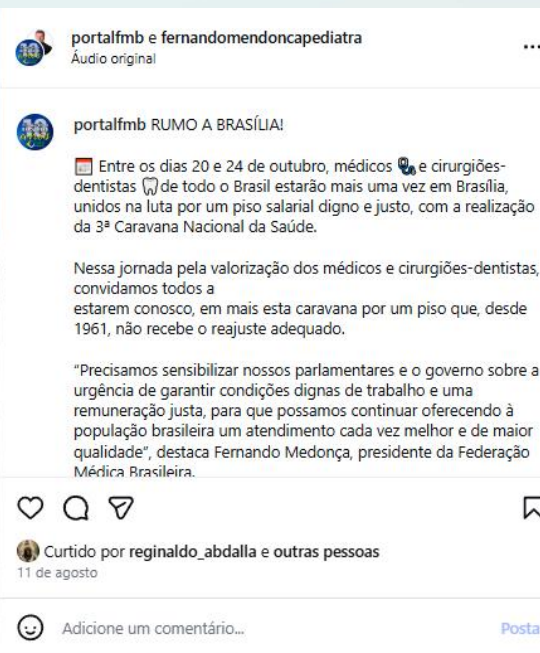 portalfmb e fernandomendoncapediatra
Áudio original
portalfmb RUMO A BRASÍLIA!
Entre os dias 20 e 24 de outubro, médicos e cirurgiões-
dentistas de todo o Brasil estarão mais uma vez em Brasília,
unidos na luta por um piso salarial digno e justo, com a realização
da 3ª Caravana Nacional da Saúde.
Nessa jornada pela valorização dos médicos e cirurgiões-dentistas,
convidamos todos a
estarem conosco, em mais esta caravana por um piso que, desde
1961, não recebe o reajuste adequado.
“Precisamos sensibilizar nossos parlamentares e o governo sobre a
urgência de garantir condições dignas de trabalho e uma
remuneração justa, para que possamos continuar oferecendo à
população brasileira um atendimento cada vez melhor e de maior
qualidade”, destaca Fernando Medonça, presidente da Federação
Médica Brasileira.
Curtido por reginaldo_abdalla e outras pessoas
11 de agosto
Adicione um comentário...
Posta